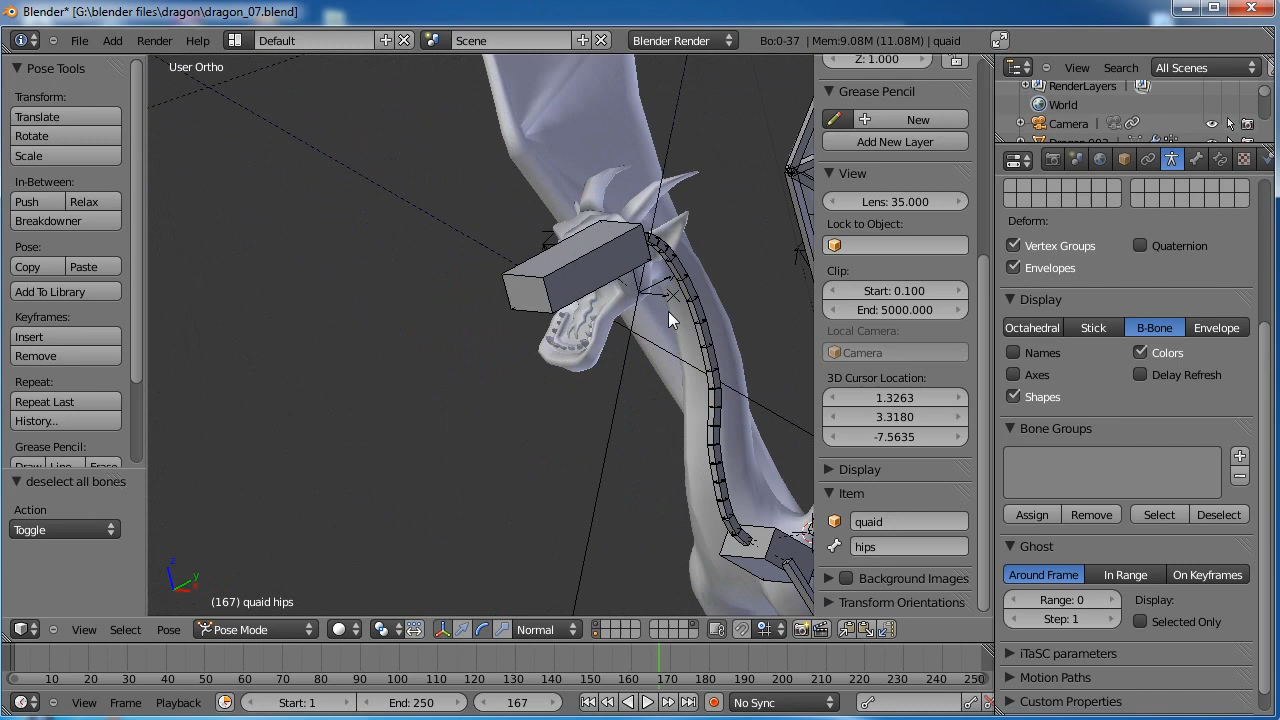 Blender* [G:\blender files\dragon\dragon_07.blend]
File Add Render Help Default Scene Blender Render Bo:0-37 | Mem:9.08M (11.08M) | quaid
Pose Tools
Transform:
Translate
Rotate
Scale
In-Between:
Push Relax
Breakdowner
Pose:
Copy Paste
Add To Library
Keyframes:
Insert
Remove
Repeat:
Repeat Last
History...
Grease Pencil:
Draw Line Erase
deselect all bones
Action
Toggle
User Ortho
z
y
(167) quaid hips
Z: 1.000
Grease Pencil
New
Add New Layer
View
Lens: 35.000
Lock to Object:
Clip:
Start: 0.100
End: 5000.000
Local Camera:
Camera
3D Cursor Location:
1.3263
3.3180
-7.5635
Display
Item
quaid
hips
Background Images
Transform Orientations
View Search All Scenes
RenderLayers |
World
Camera |
Deform:
Vertex Groups Quaternion
Envelopes
Display
Octahedral Stick B-Bone Envelope
Names Colors
Axes Delay Refresh
Shapes
Bone Groups
Assign Remove Select Deselect
Ghost
Around Frame In Range On Keyframes
Range: 0 Display:
Step: 1 Selected Only
iTaSC parameters
Motion Paths
Custom Properties
View Select Pose Pose Mode Normal
0 10 20 30 40 50 60 70 80 90 100 110 120 130 140 150 160 170 180 190 200 210 220 230 240 250
View Frame Playback Start: 1 End: 250 167 No Sync